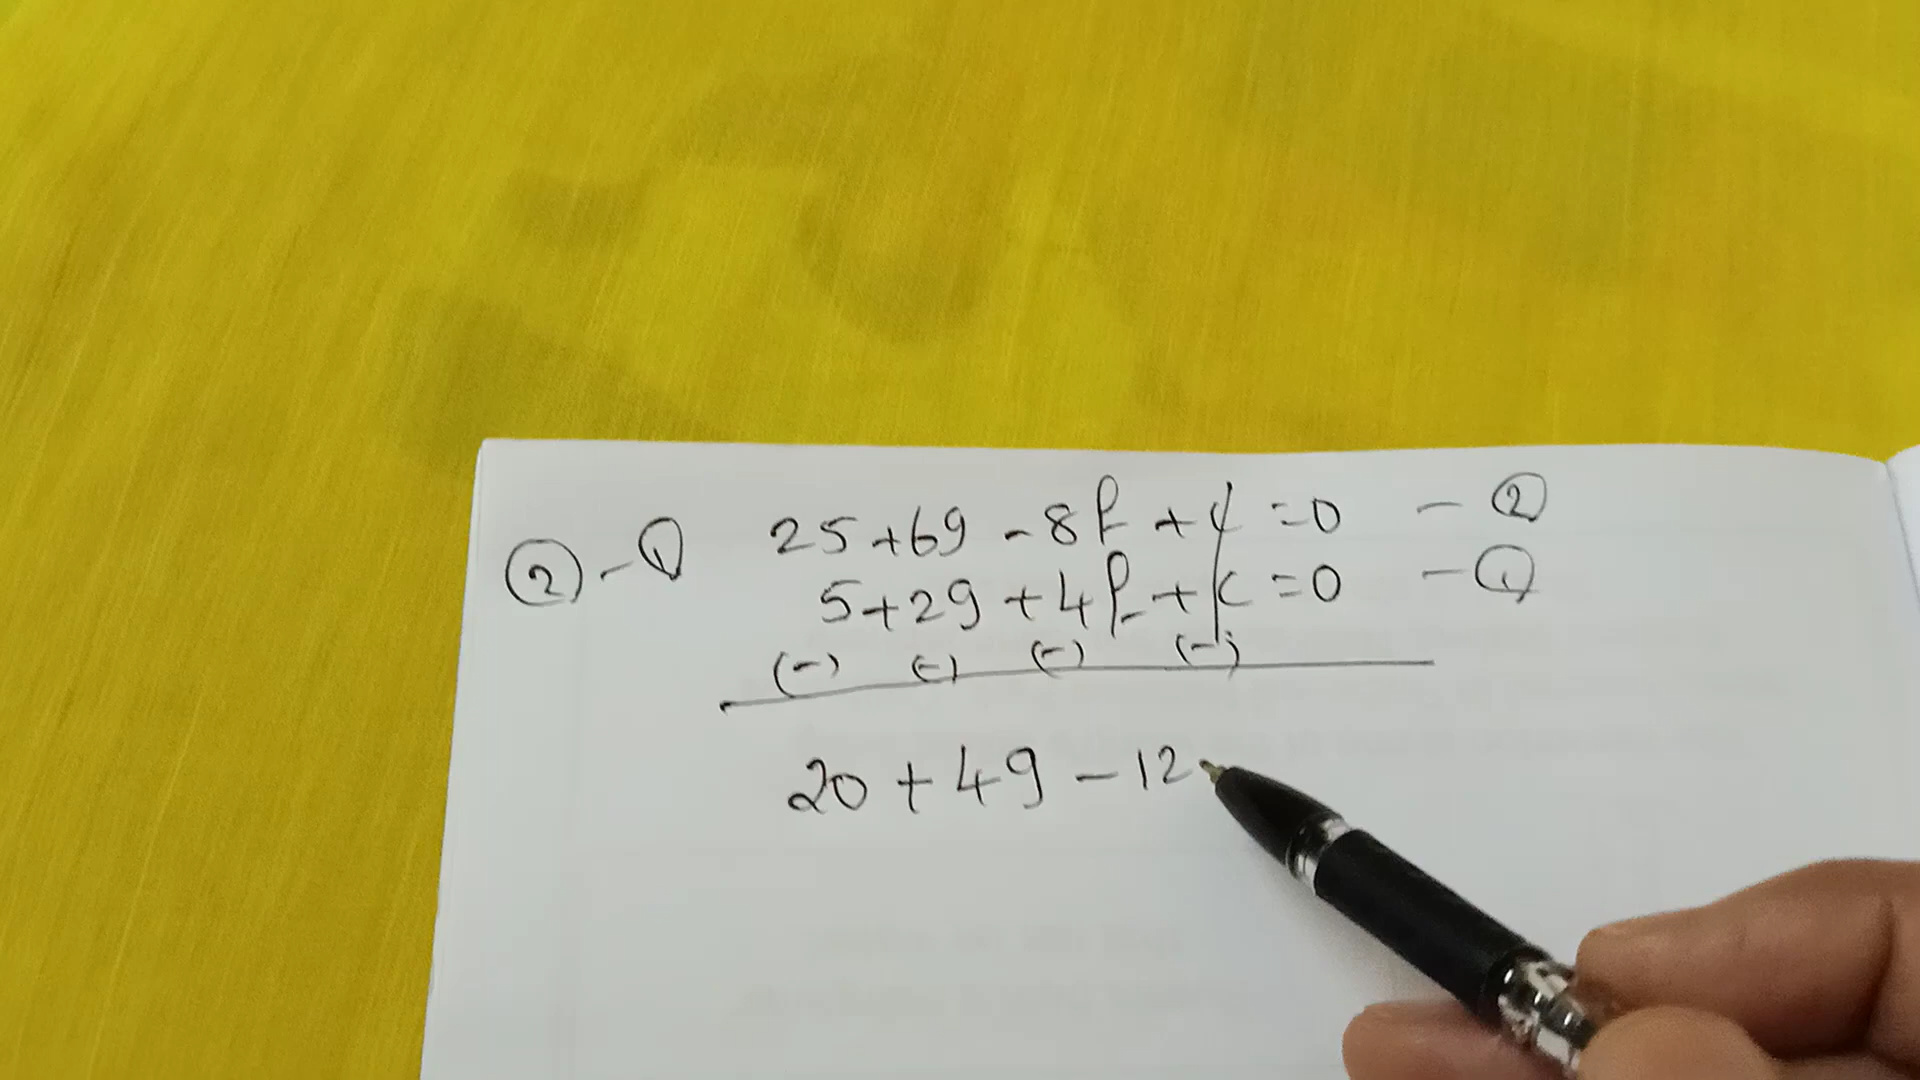 ② - ① 25 + 6g - 8f + c = 0 - ②
5 + 2g + 4f + c = 0 - ①
(-) (-) (-) (-)
20 + 4g - 12